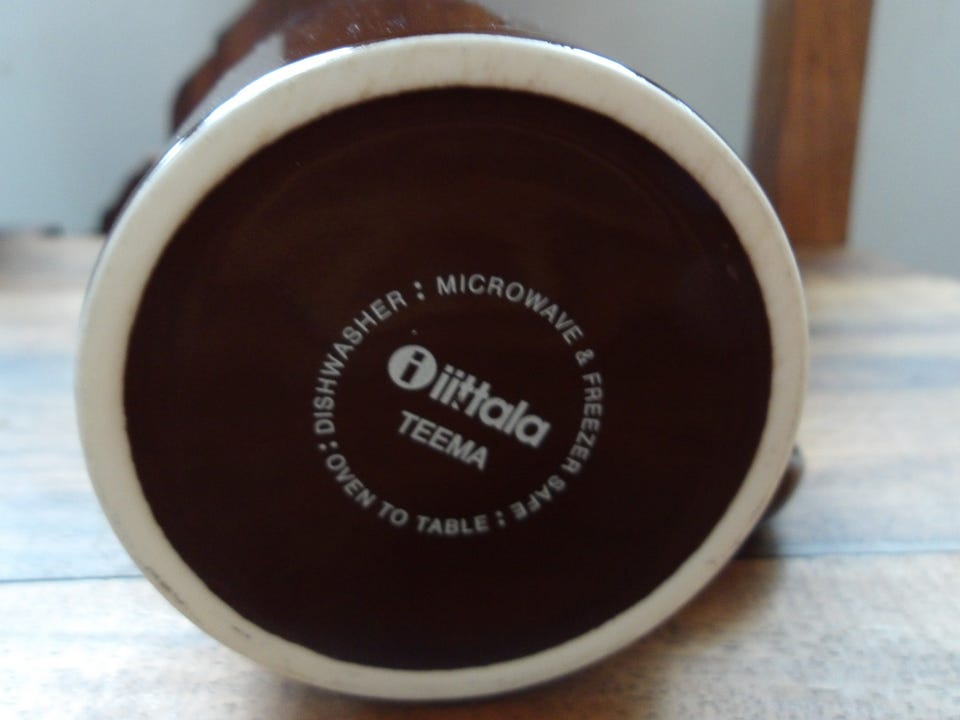 DISHWASHER : MICROWAVE & FREEZER SAFE : OVEN TO TABLE :
i iittala
TEEMA